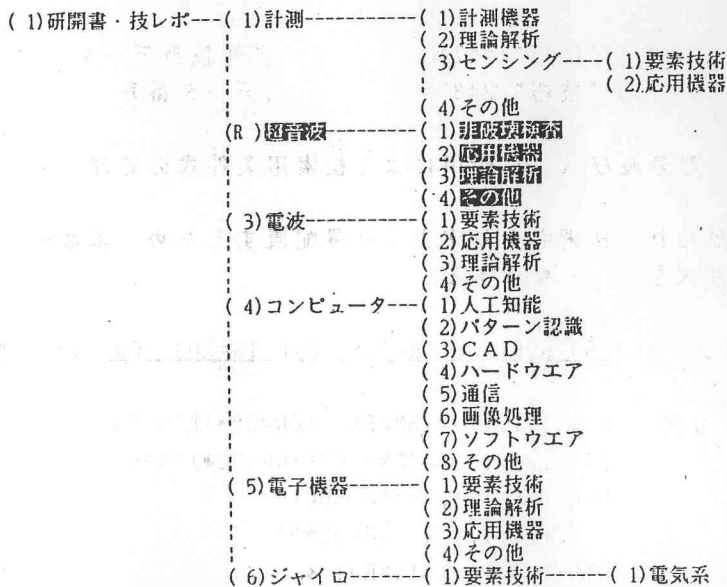 ( 1)研開書・技レポ---( 1)計測-----------( 1)計測機器
( 2)理論解析
( 3)センシング----( 1)要素技術
( 2)応用機器
( 4)その他
(R )超音波---------( 1)非破壊検査
( 2)応用機器
( 3)理論解析
( 4)その他
( 3)電波-----------( 1)要素技術
( 2)応用機器
( 3)理論解析
( 4)その他
( 4)コンピュータ---( 1)人工知能
( 2)パターン認識
( 3)CAD
( 4)ハードウエア
( 5)通信
( 6)画像処理
( 7)ソフトウエア
( 8)その他
( 5)電子機器-------( 1)要素技術
( 2)理論解析
( 3)応用機器
( 4)その他
( 6)ジャイロ-------( 1)要素技術------( 1)電気系